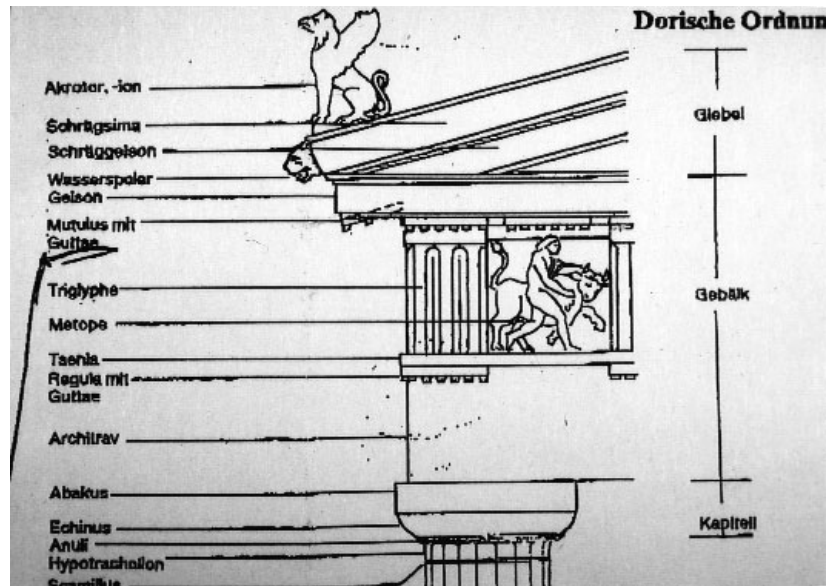 Dorische Ordnun
Akroter, -ion
Schrägsima
Schräggeison
Wasserspeier
Geison
Mutulus mit
Guttae
Triglyphe
Metope
Taenia
Regula mit
Guttae
Architrav
Abakus
Echinus
Anuli
Hypotrachelion
Scamillus
Giebel
Gebälk
Kapitell